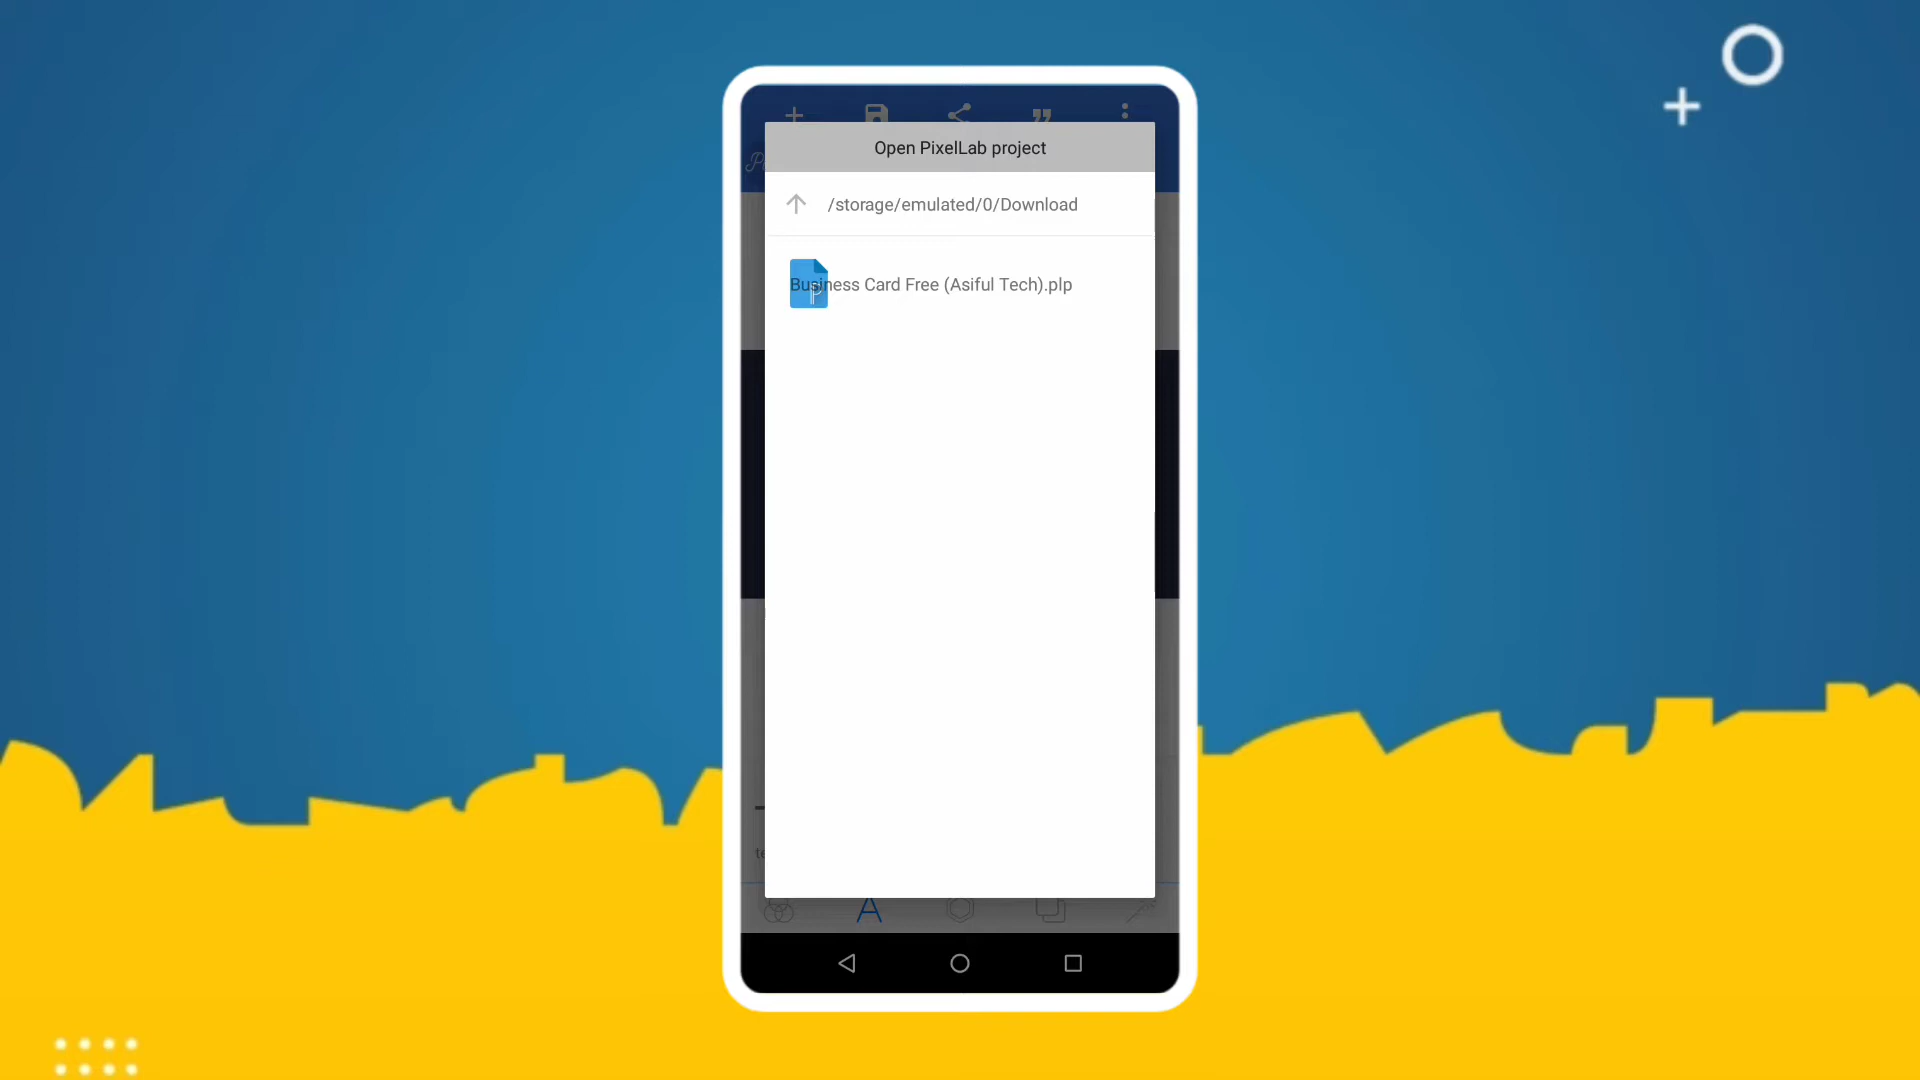 Open PixelLab project
/storage/emulated/0/Download
Business Card Free (Asiful Tech).plp